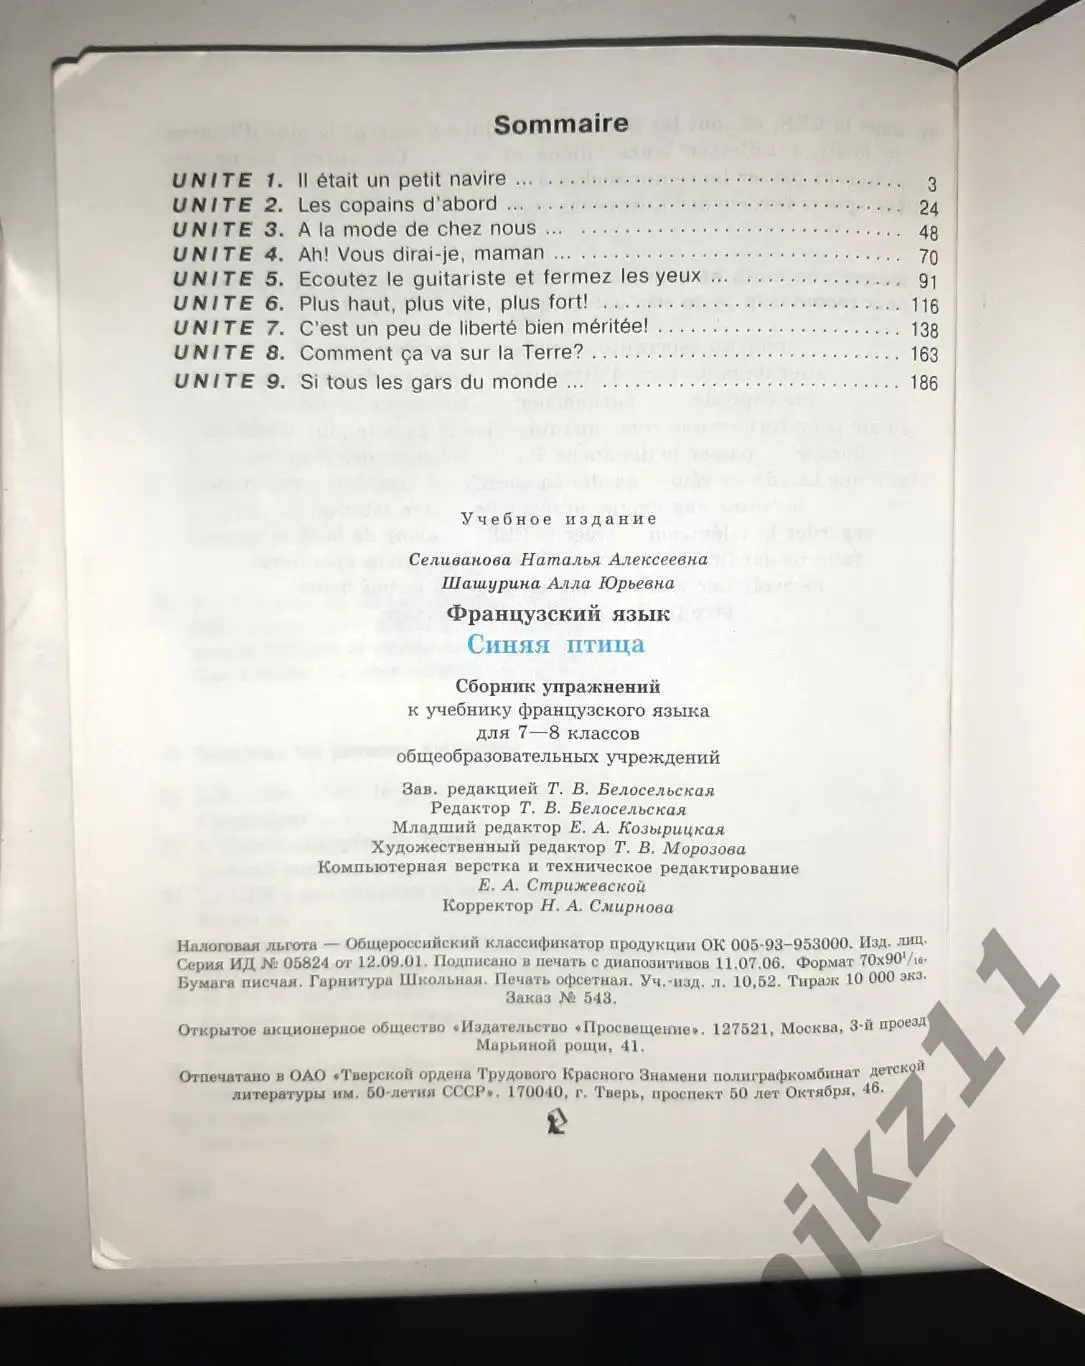 Sommaire
UNITE 1. Il était un petit navire ... 3
UNITE 2. Les copains d'abord ... 24
UNITE 3. A la mode de chez nous ... 48
UNITE 4. Ah! Vous dirai-je, maman ... 70
UNITE 5. Ecoutez le guitariste et fermez les yeux ... 91
UNITE 6. Plus haut, plus vite, plus fort! ... 116
UNITE 7. C'est un peu de liberté bien méritée! ... 138
UNITE 8. Comment ça va sur la Terre? ... 163
UNITE 9. Si tous les gars du monde ... 186
Учебное издание
Селиванова Наталья Алексеевна
Шашурина Алла Юрьевна
Французский язык
Синяя птица
Сборник упражнений
к учебнику французского языка
для 7—8 классов
общеобразовательных учреждений
Зав. редакцией Т. В. Белосельская
Редактор Т. В. Белосельская
Младший редактор Е. А. Козырицкая
Художественный редактор Т. В. Морозова
Компьютерная верстка и техническое редактирование
Е. А. Стрижевской
Корректор Н. А. Смирнова
Налоговая льгота — Общероссийский классификатор продукции ОК 005-93-953000. Изд. лиц.
Серия ИД № 05824 от 12.09.01. Подписано в печать с диапозитивов 11.07.06. Формат 70x90¹/₁₆.
Бумага писчая. Гарнитура Школьная. Печать офсетная. Уч.-изд. л. 10,52. Тираж 10 000 экз.
Заказ № 543.
Открытое акционерное общество «Издательство «Просвещение». 127521, Москва, 3-й проезд
Марьиной рощи, 41.
Отпечатано в ОАО «Тверской ордена Трудового Красного Знамени полиграфкомбинат детской
литературы им. 50-летия СССР». 170040, г. Тверь, проспект 50 лет Октября, 46.
njkz11